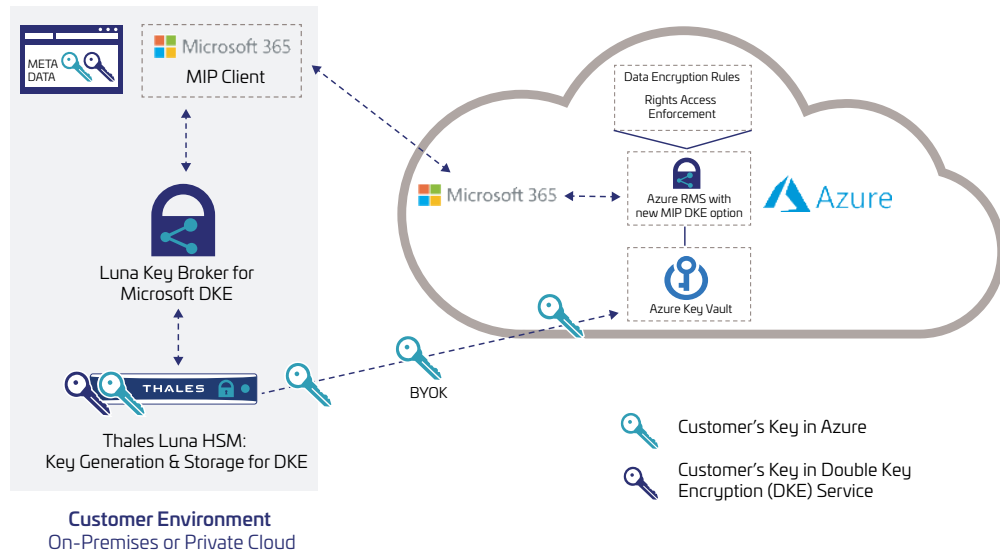 META
DATA
Microsoft 365
MIP Client
Luna Key Broker for
Microsoft DKE
THALES
Thales Luna HSM:
Key Generation & Storage for DKE
Customer Environment
On-Premises or Private Cloud
BYOK
Microsoft 365
Data Encryption Rules
Rights Access
Enforcement
Azure RMS with
new MIP DKE option
Azure Key Vault
Azure
Customer's Key in Azure
Customer's Key in Double Key
Encryption (DKE) Service